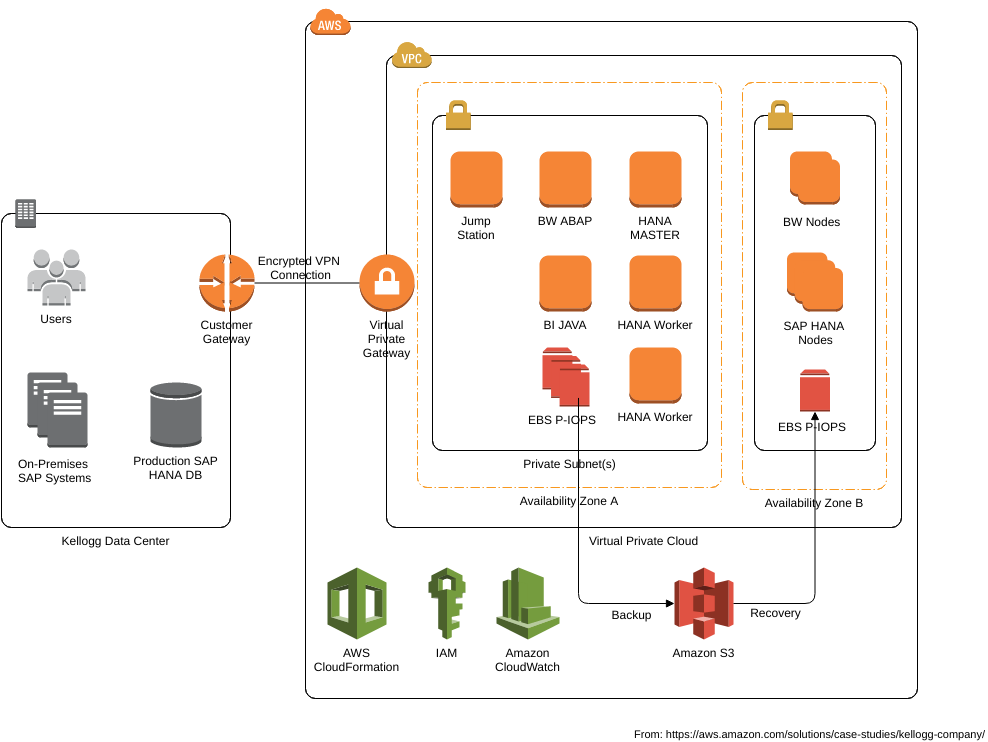 AWS
VPC
Jump
Station
BW ABAP
HANA
MASTER
BW Nodes
Encrypted VPN
Connection
Users
Customer
Gateway
Virtual
Private
Gateway
BI JAVA
HANA Worker
SAP HANA
Nodes
EBS P-IOPS
HANA Worker
EBS P-IOPS
On-Premises
SAP Systems
Production SAP
HANA DB
Private Subnet(s)
Availability Zone A
Availability Zone B
Kellogg Data Center
Virtual Private Cloud
Backup
Recovery
AWS
CloudFormation
IAM
Amazon
CloudWatch
Amazon S3
From: https://aws.amazon.com/solutions/case-studies/kellogg-company/